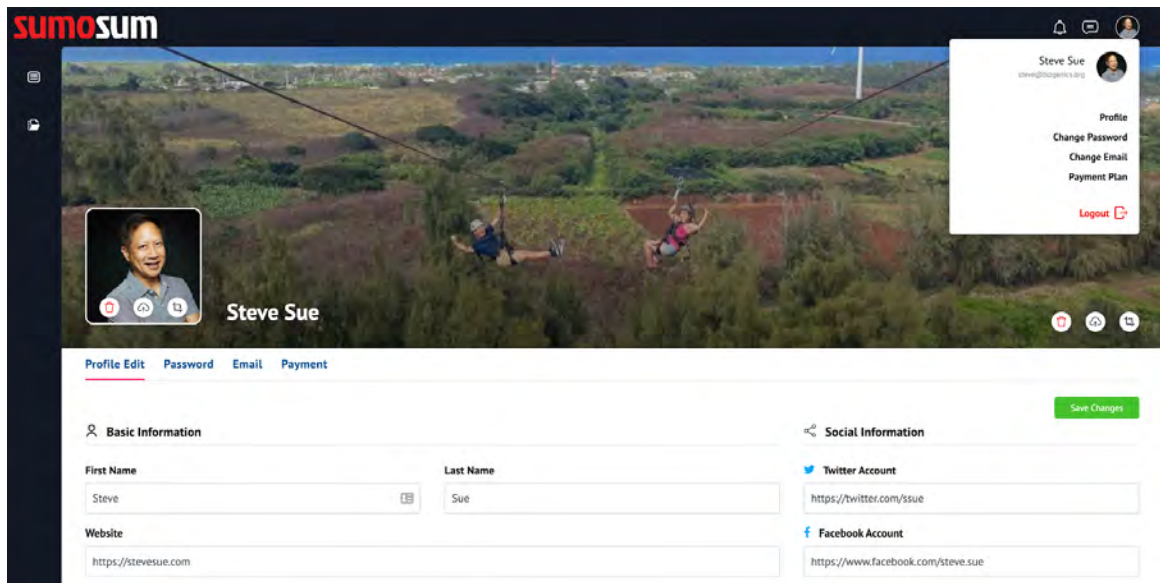 sumosum
Steve Sue
Profile
Change Password
Change Email
Payment Plan
Logout
Steve Sue
Profile Edit Password Email Payment
Save Changes
Basic Information
Social Information
First Name
Last Name
Twitter Account
Steve
Sue
https://twitter.com/ssue
Website
Facebook Account
https://stevesue.com
https://www.facebook.com/steve.sue